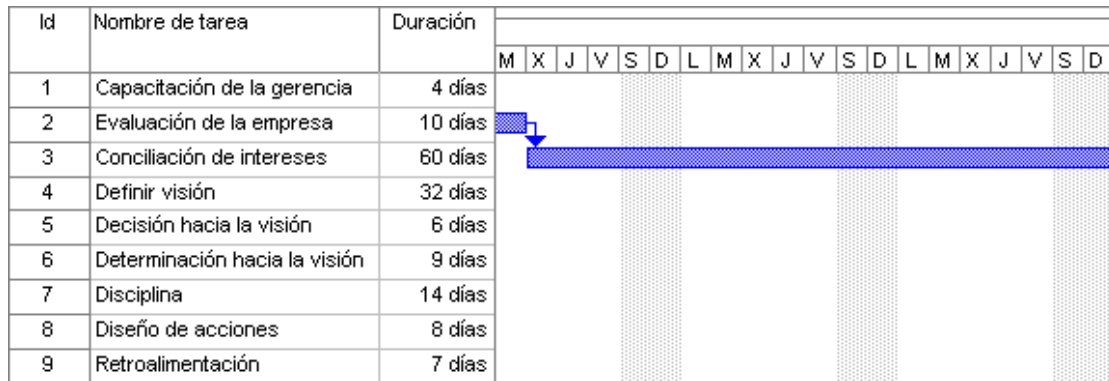 Id Nombre de tarea Duración
M X J V S D L M X J V S D L M X J V S D
1 Capacitación de la gerencia 4 días
2 Evaluación de la empresa 10 días
3 Conciliación de intereses 60 días
4 Definir visión 32 días
5 Decisión hacia la visión 6 días
6 Determinación hacia la visión 9 días
7 Disciplina 14 días
8 Diseño de acciones 8 días
9 Retroalimentación 7 días